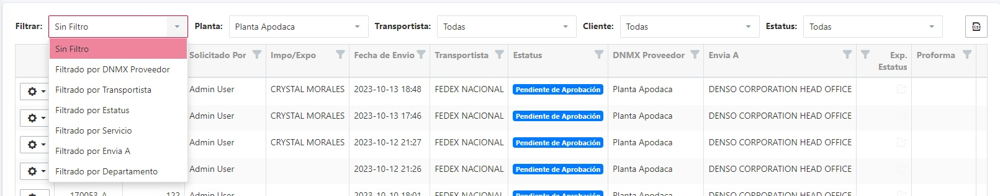 Filtrar: Sin Filtro Planta: Planta Apodaca Transportista: Todas Cliente: Todas Estatus: Todas xlsx
Sin Filtro
Filtrado por DNMX Proveedor
Filtrado por Transportista
Filtrado por Estatus
Filtrado por Servicio
Filtrado por Envia A
Filtrado por Departamento
Solicitado Por Impo/Expo Fecha de Envio Transportista Estatus DNMX Proveedor Envia A Exp. Estatus Proforma
Admin User CRYSTAL MORALES 2023-10-13 18:48 FEDEX NACIONAL Pendiente de Aprobación Planta Apodaca DENSO CORPORATION HEAD OFFICE
Admin User CRYSTAL MORALES 2023-10-13 17:46 FEDEX NACIONAL Pendiente de Aprobación Planta Apodaca DENSO CORPORATION HEAD OFFICE
Admin User CRYSTAL MORALES 2023-10-12 21:27 FEDEX NACIONAL Pendiente de Aprobación Planta Apodaca DENSO CORPORATION HEAD OFFICE
Admin User 2023-10-12 21:26 FEDEX NACIONAL Pendiente de Aprobación Planta Apodaca DENSO CORPORATION HEAD OFFICE
170053-A 122 Admin User 2023-10-10 18:01 FEDEX NACIONAL Pendiente de Aprobación Planta Apodaca DENSO CORPORATION HEAD OFFICE